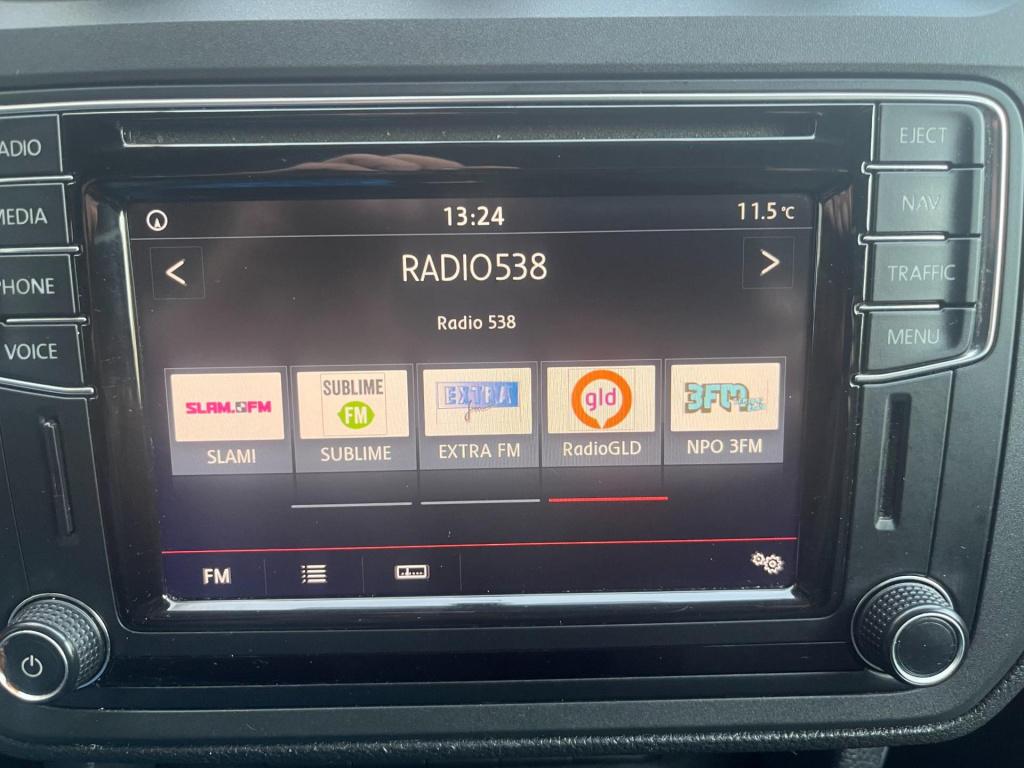 ADIO
MEDIA
PHONE
VOICE
EJECT
NAV
TRAFFIC
MENU
13:24
11.5°C
< RADIO538 >
Radio 538
SLAM.FM
SUBLIME
FM
EXTRA
gld
3FM
SLAM!
SUBLIME
EXTRA FM
RadioGLD
NPO 3FM
FM